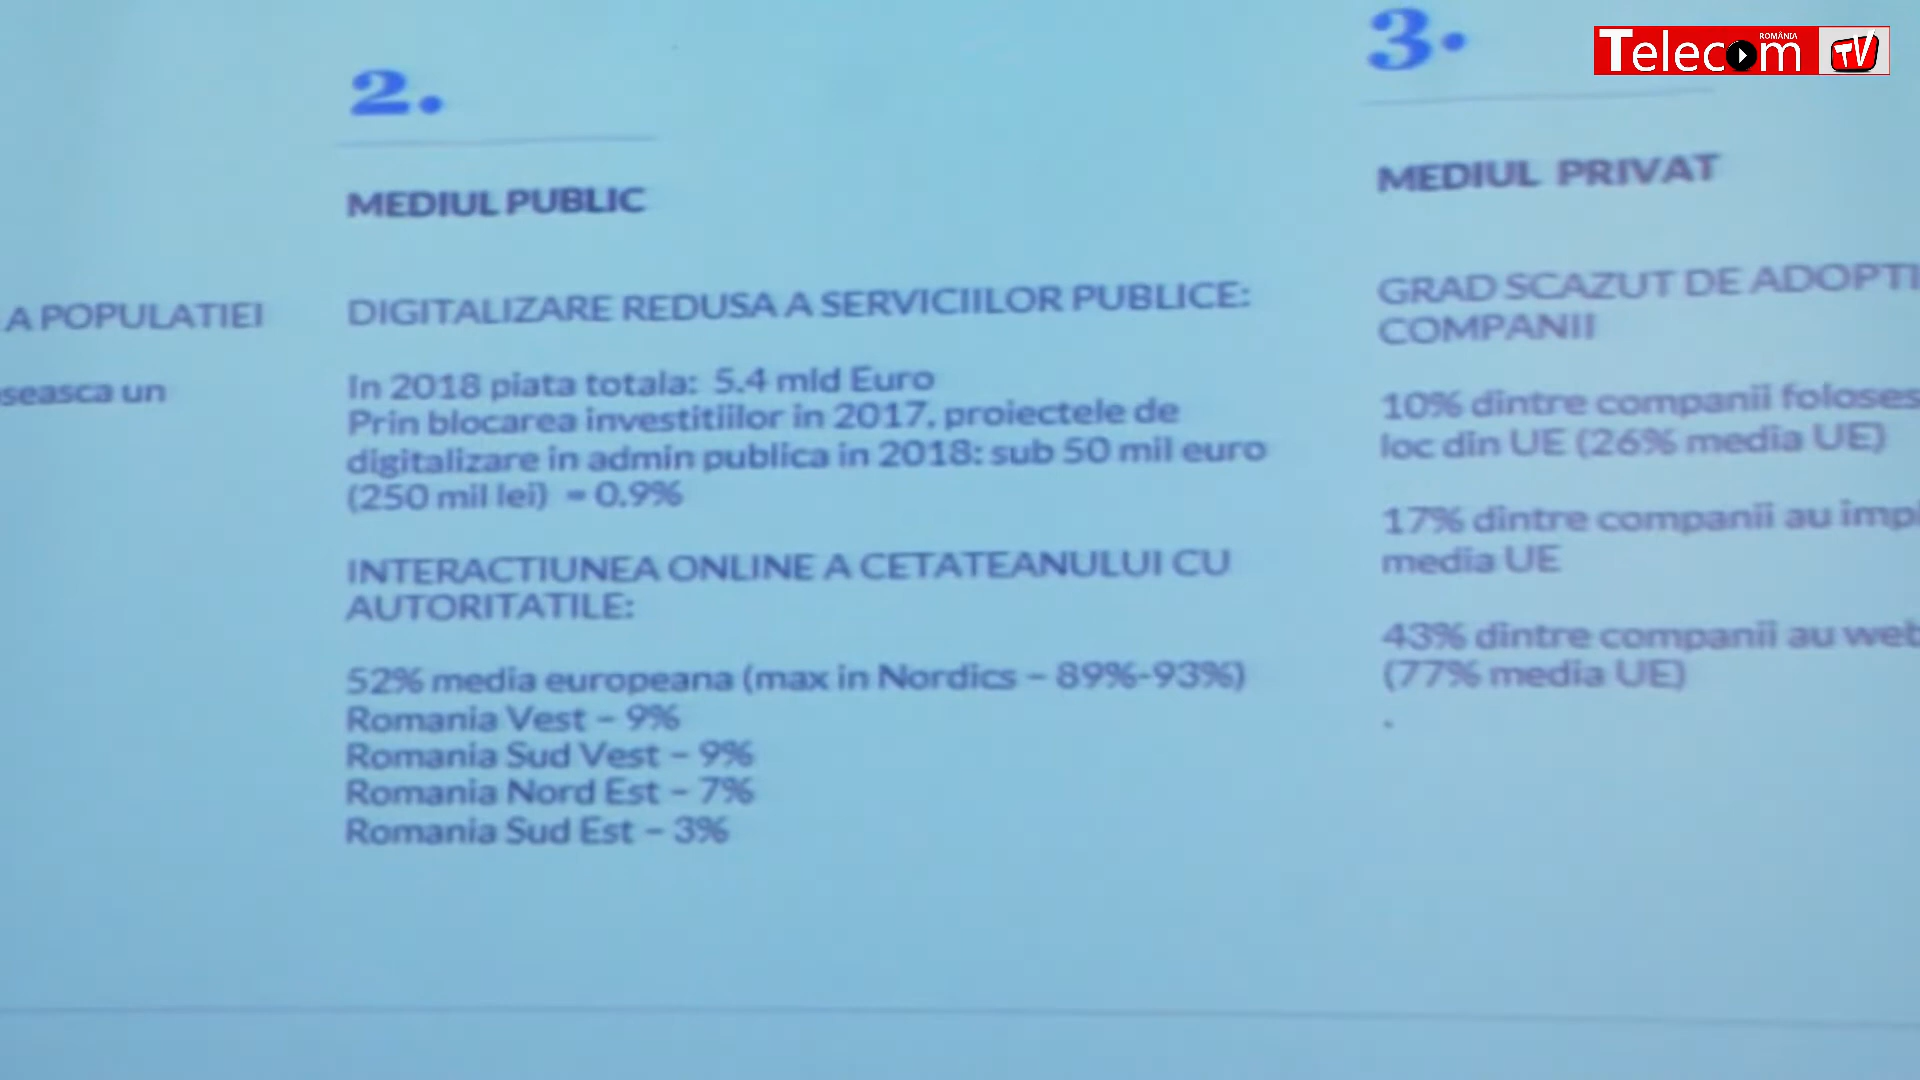 A POPULATIEI
un
2.
MEDIUL PUBLIC
DIGITALIZARE REDUSA A SERVICIILOR PUBLICE:
In 2018 piata totala: 5.4 mld Euro
Prin blocarea investitiilor in 2017, proiectele de
digitalizare in admin publica in 2018: sub 50 mil euro
(250 mil lei) = 0.9%
INTERACTIUNEA ONLINE A CETATEANULUI CU
AUTORITATILE:
52% media europeana (max in Nordics – 89%-93%)
Romania Vest – 9%
Romania Sud Vest – 9%
Romania Nord Est – 7%
Romania Sud Est – 3%
3.
MEDIUL PRIVAT
GRAD SCAZUT DE
COMPANII
10% dintre companii
loc din UE (26% media UE)
17% dintre companii au
media UE
43% dintre companii au
(77% media UE)
ROMÂNIA
Telecom TV